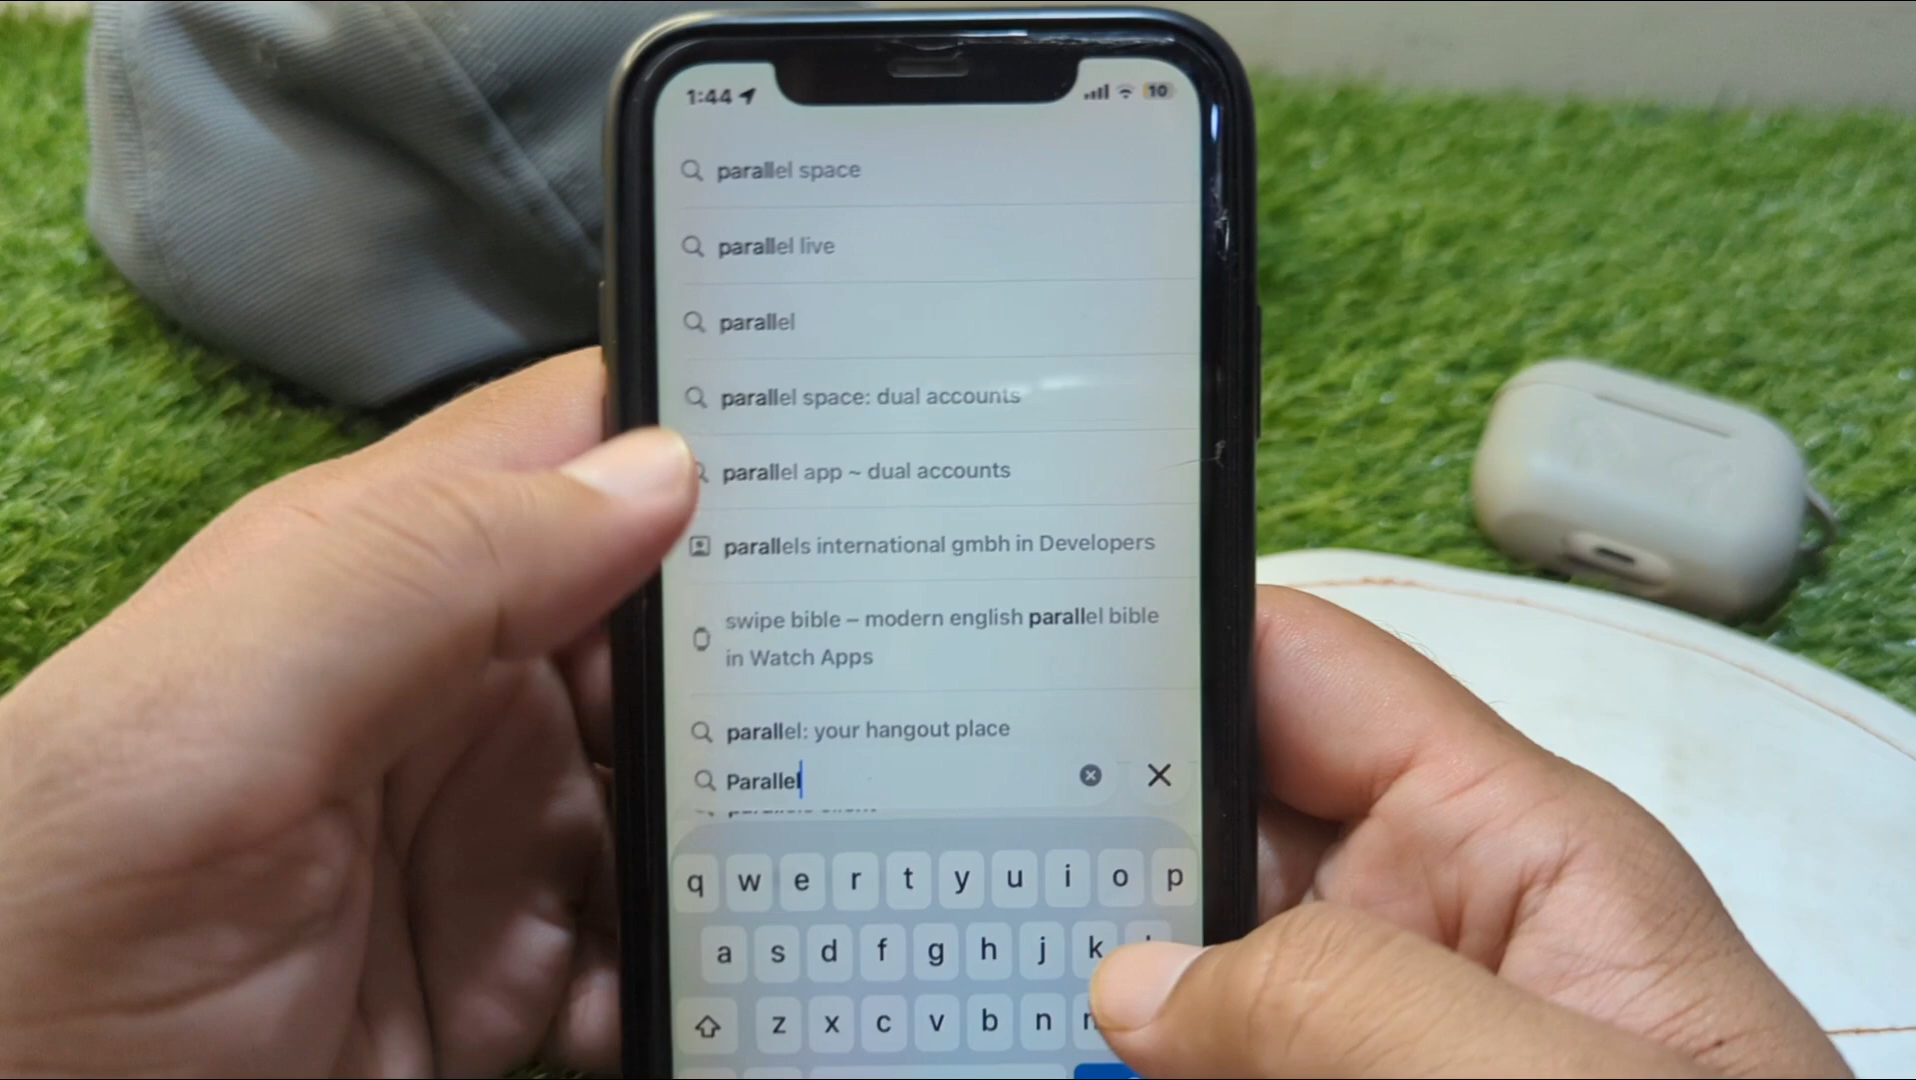 1:44
10
parallel space
parallel live
parallel
parallel space: dual accounts
parallel app ~ dual accounts
parallels international gmbh in Developers
swipe bible – modern english parallel bible
in Watch Apps
parallel: your hangout place
Parallel
q w e r t y u i o p
a s d f g h j k
z x c v b n